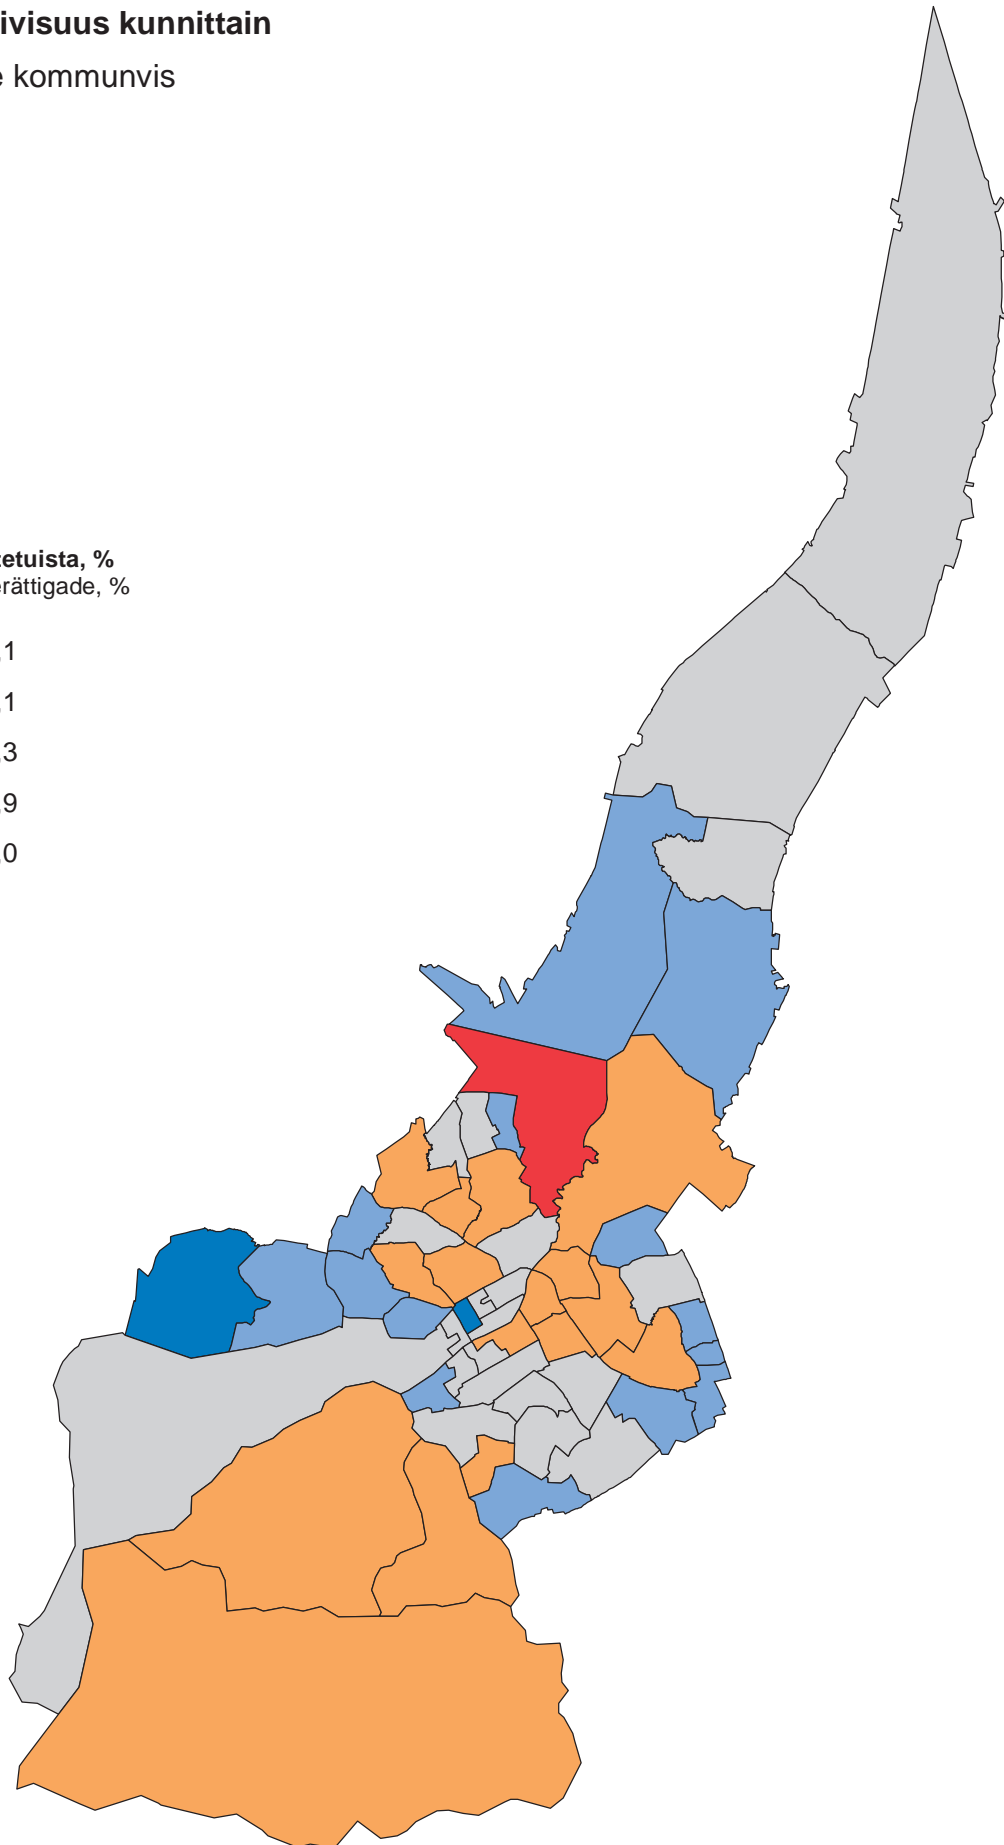 ivisuus kunnittain
e kommunvis
etuista, %
erättigade, %
,1
,1
,3
,9
,0